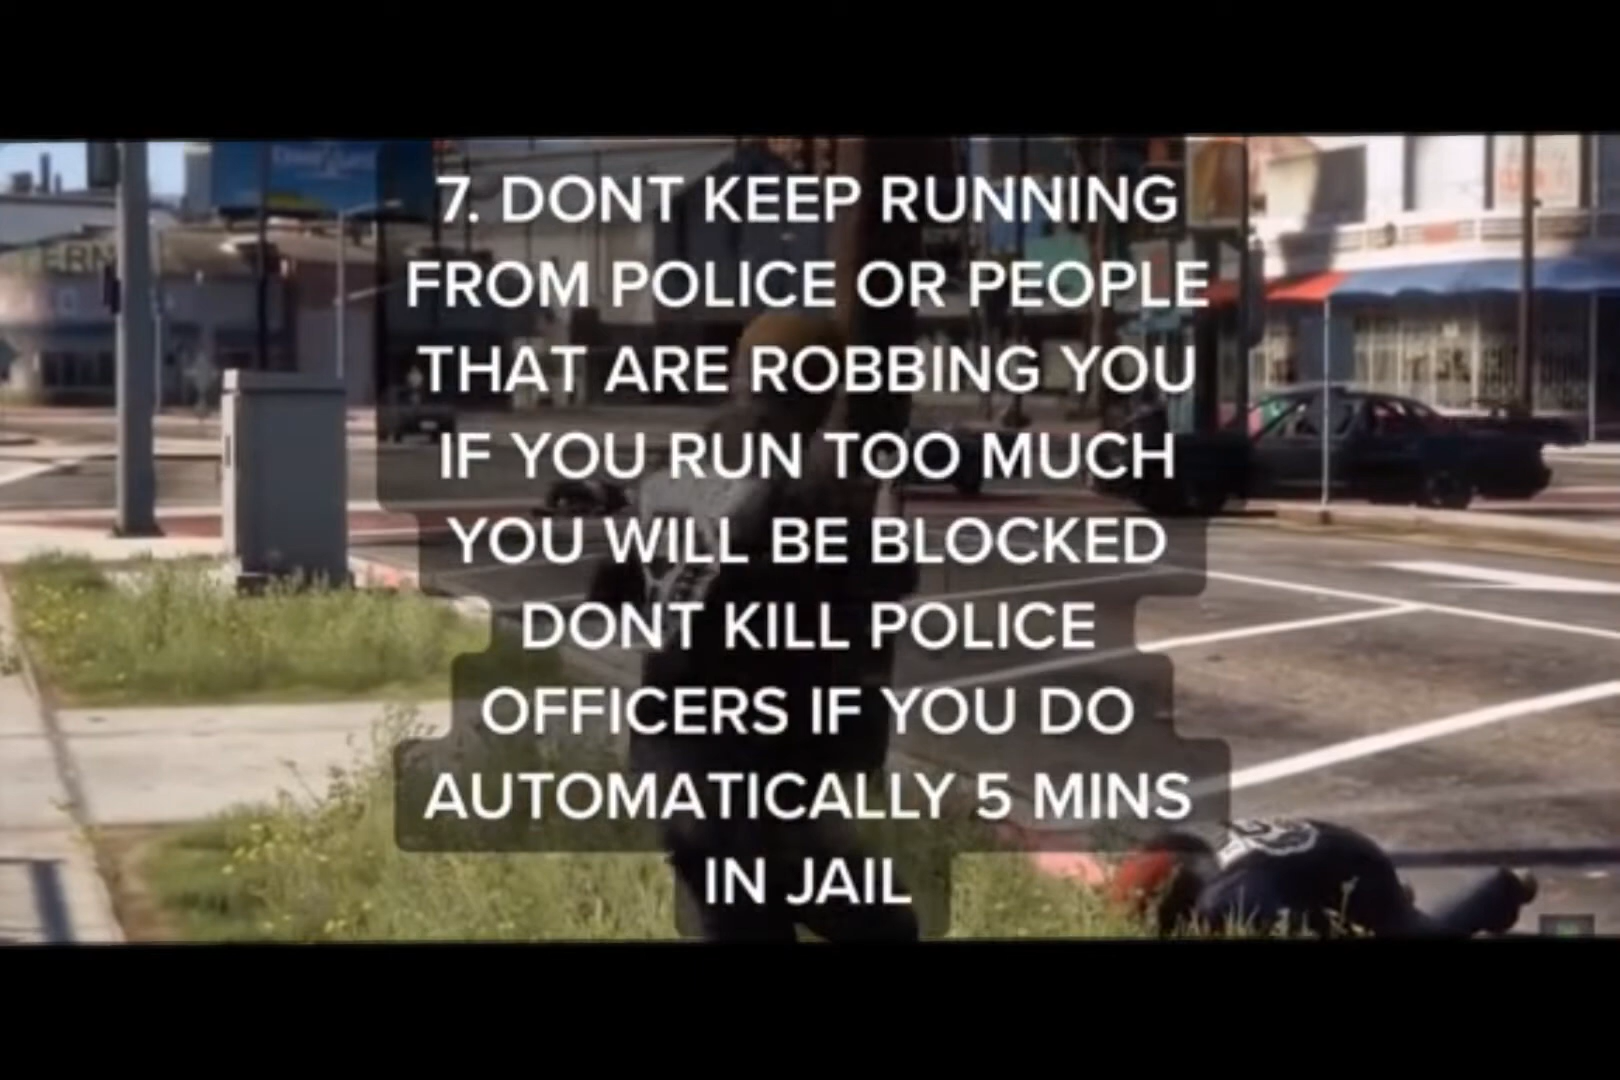 7. DONT KEEP RUNNING
FROM POLICE OR PEOPLE
THAT ARE ROBBING YOU
IF YOU RUN TOO MUCH
YOU WILL BE BLOCKED
DONT KILL POLICE
OFFICERS IF YOU DO
AUTOMATICALLY 5 MINS
IN JAIL